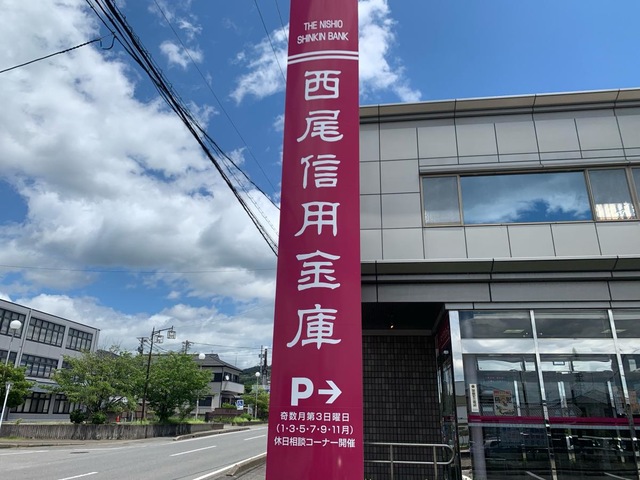 THE NISHIO
SHINKIN BANK
西尾信用金庫
P→
奇数月第3日曜日
(1・3・5・7・9・11月)
休日相談コーナー開催